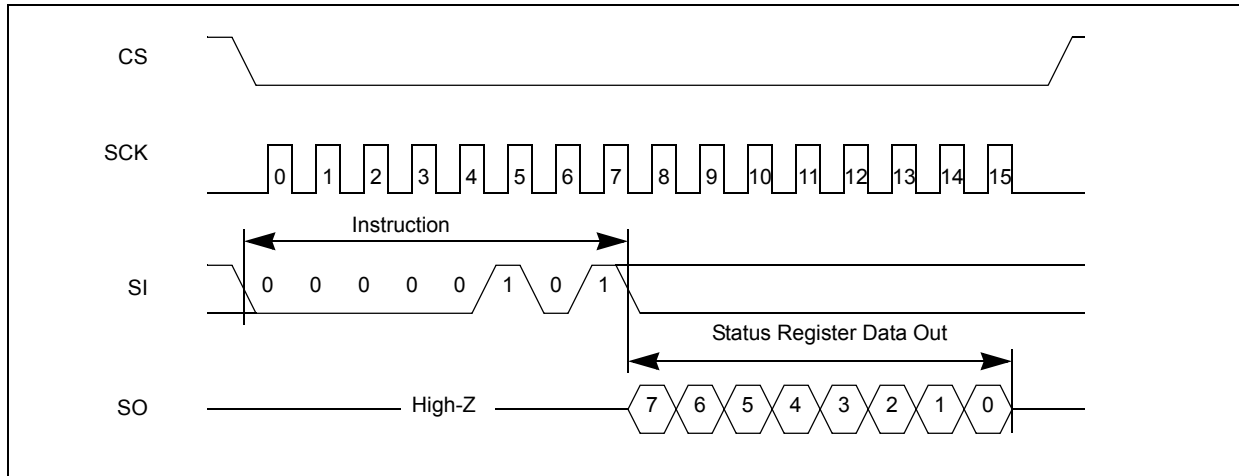 CS
SCK
0 1 2 3 4 5 6 7 8 9 10 11 12 13 14 15
Instruction
SI
0 0 0 0 0 1 0 1
Status Register Data Out
SO
High-Z
7 6 5 4 3 2 1 0